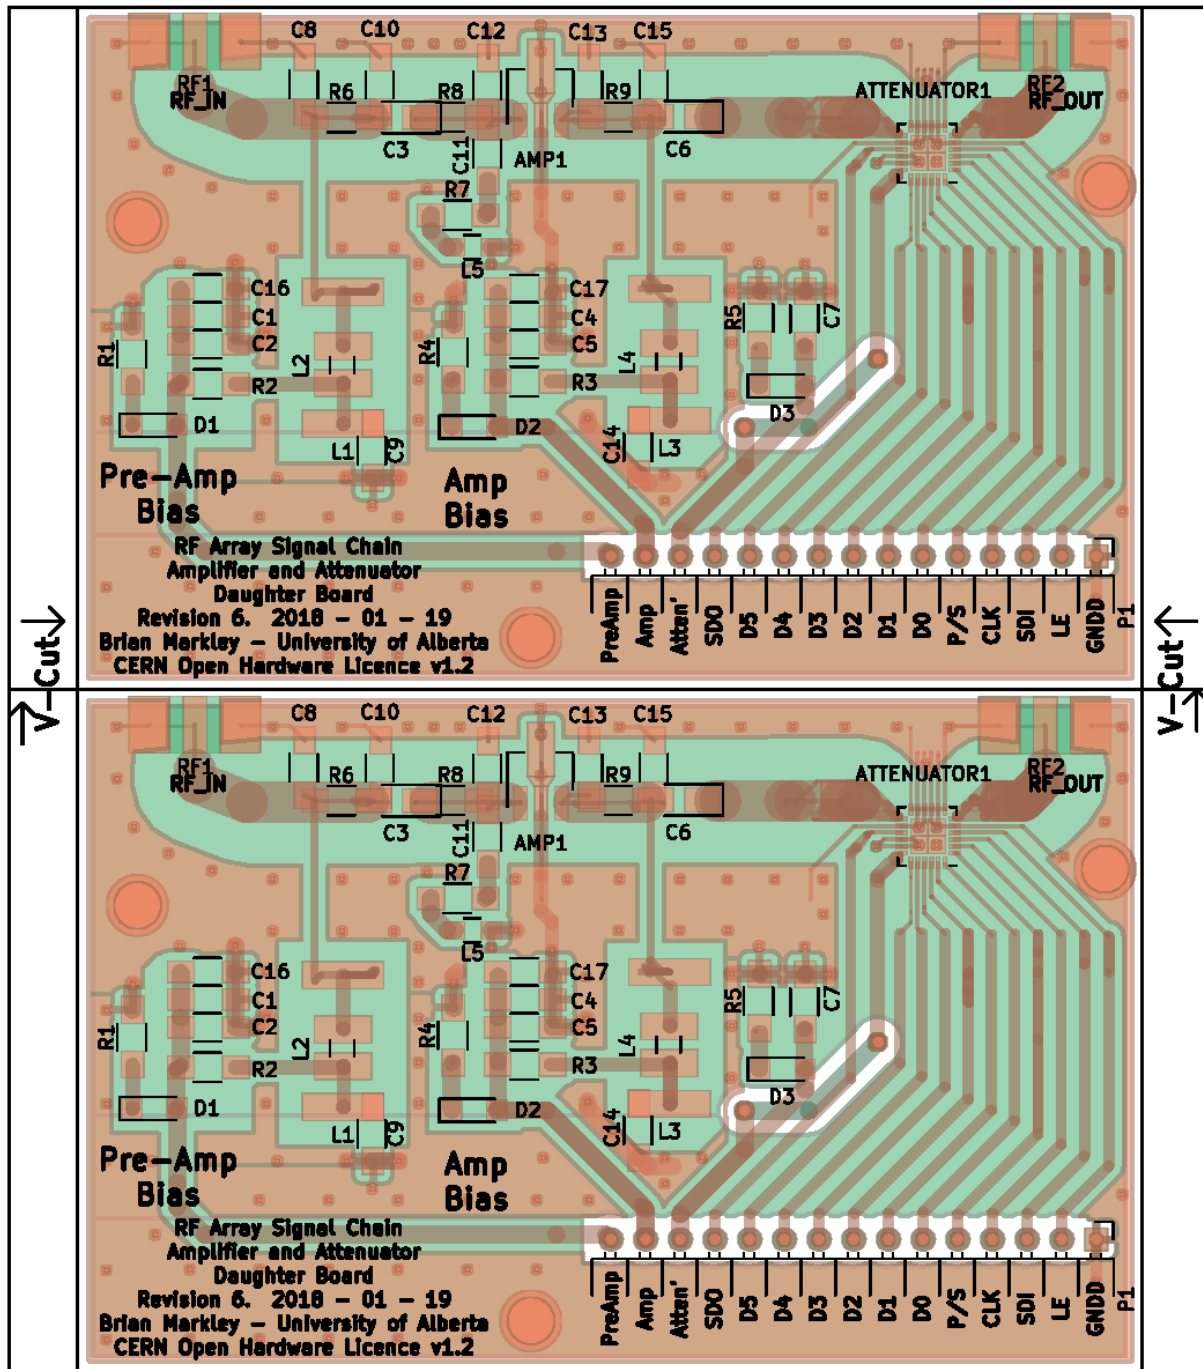 C8 C10 C12 C13 C15
RF1 RF_IN R6 R8 R9 ATTENUATOR1 RF2 RF_OUT
C3 C11 AMP1 C6
R7
L5
C16 C17
C1 C4 R5 C7
R1 C2 L2 R4 C5 L4
R2 R3
D3
D1 D2
L1 C9 C14 L3
Pre-Amp Amp
Bias Bias
RF Array Signal Chain
Amplifier and Attenuator
Daughter Board
Revision 6. 2018 - 01 - 19
Brian Markley - University of Alberta
CERN Open Hardware Licence v1.2
PreAmp Amp Atten' SDO D5 D4 D3 D2 D1 D0 P/S CLK SDI LE GNDD P1
V-Cut V-Cut
C8 C10 C12 C13 C15
RF1 RF_IN R6 R8 R9 ATTENUATOR1 RF2 RF_OUT
C3 C11 AMP1 C6
R7
L5
C16 C17
C1 C4 R5 C7
R1 C2 L2 R4 C5 L4
R2 R3
D3
D1 D2
L1 C9 C14 L3
Pre-Amp Amp
Bias Bias
RF Array Signal Chain
Amplifier and Attenuator
Daughter Board
Revision 6. 2018 - 01 - 19
Brian Markley - University of Alberta
CERN Open Hardware Licence v1.2
PreAmp Amp Atten' SDO D5 D4 D3 D2 D1 D0 P/S CLK SDI LE GNDD P1